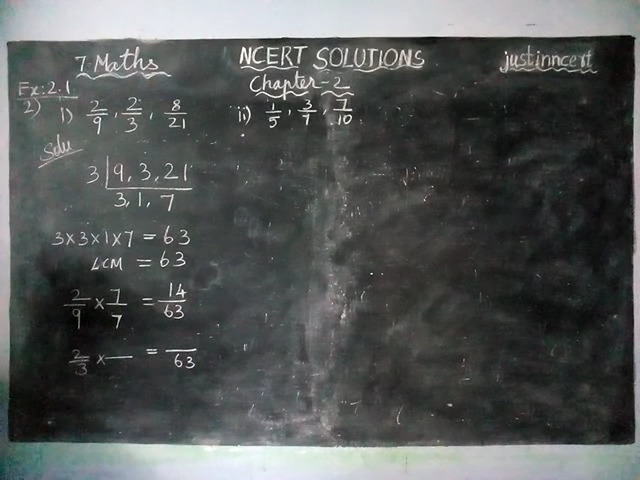 7 Maths NCERT SOLUTIONS justinncert
Ex:2.1 Chapter-2
2) i) 2/9, 2/3, 8/21 ii) 1/5, 3/7, 7/10
Solu
3 | 9, 3, 21
3, 1, 7
3×3×1×7 = 63
LCM = 63
2/9 × 7/7 = 14/63
2/3 × — = —/63